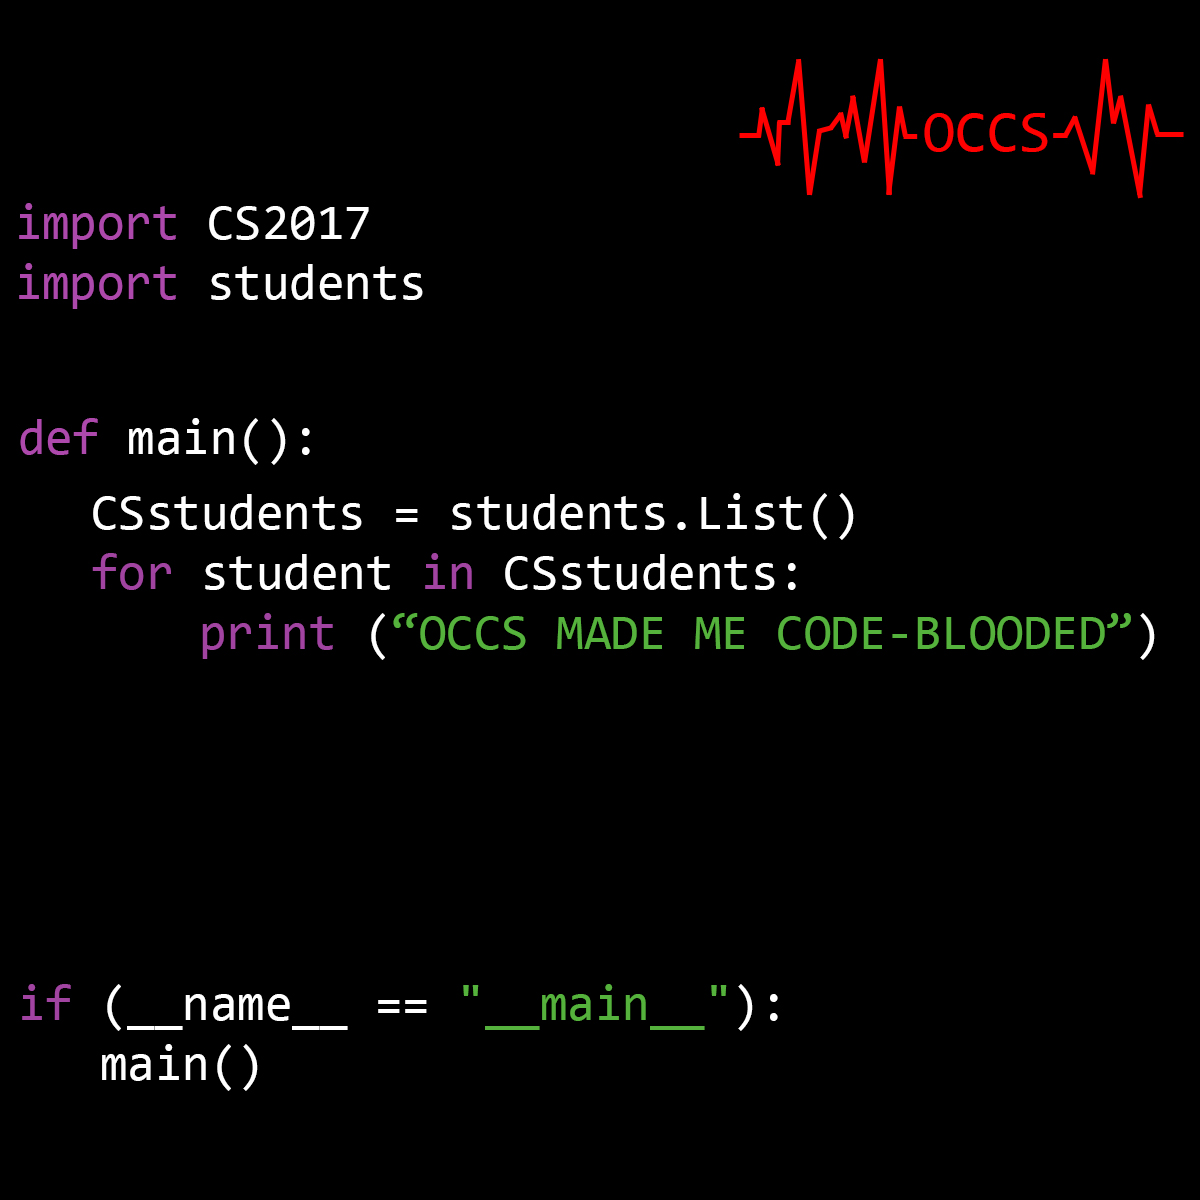 OCCS
import CS2017
import students
def main():
CSstudents = students.List()
for student in CSstudents:
print (“OCCS MADE ME CODE-BLOODED”)
if (__name__ == "__main__"):
main()